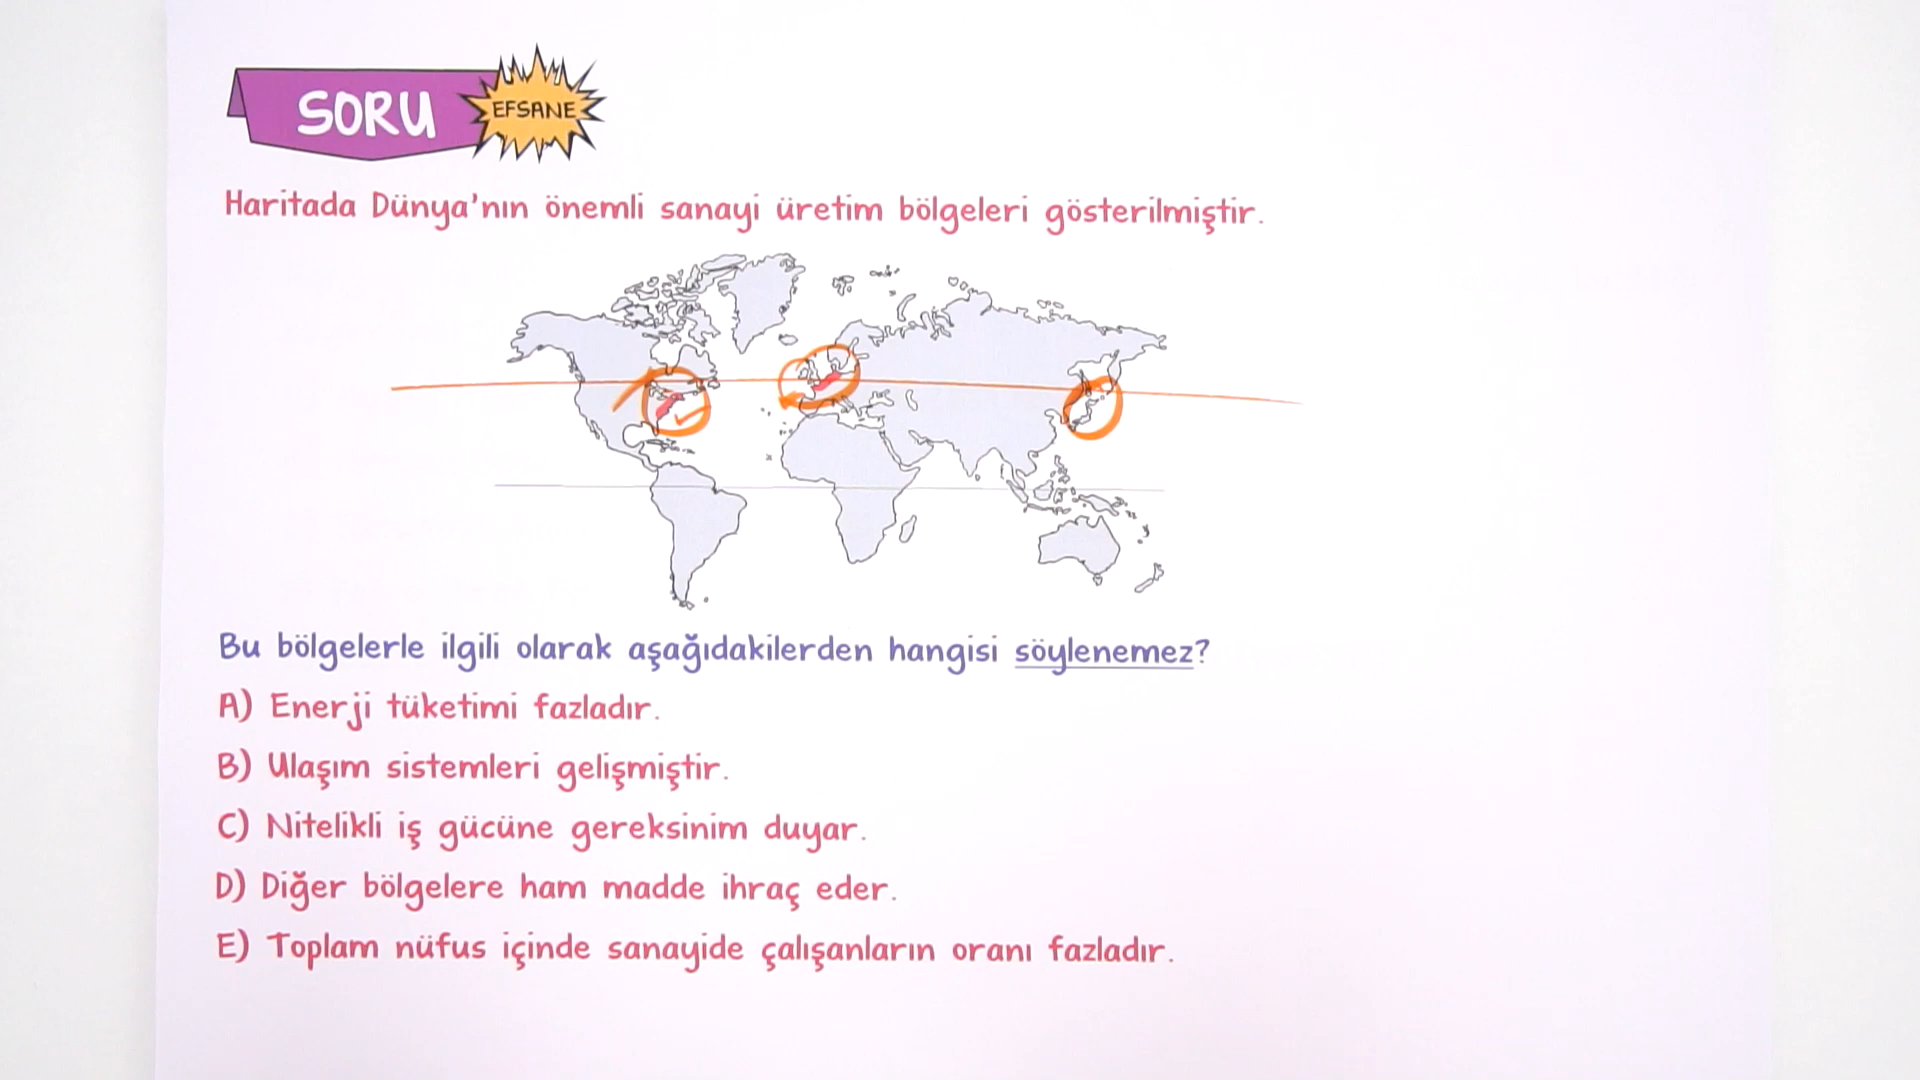 SORU
EFSANE
Haritada Dünya'nın önemli sanayi üretim bölgeleri gösterilmiştir.
Bu bölgelerle ilgili olarak aşağıdakilerden hangisi söylenemez?
A) Enerji tüketimi fazladır.
B) Ulaşım sistemleri gelişmiştir.
C) Nitelikli iş gücüne gereksinim duyar.
D) Diğer bölgelere ham madde ihraç eder.
E) Toplam nüfus içinde sanayide çalışanların oranı fazladır.